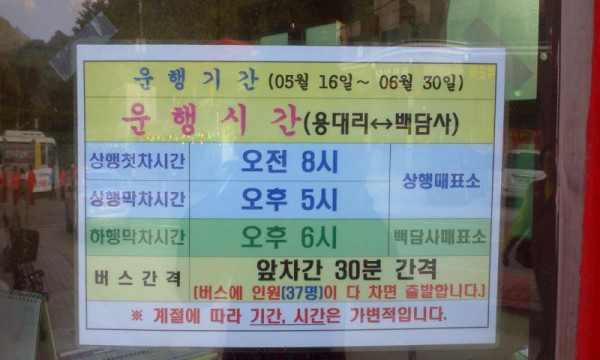 운행기간 (05월 16일~ 06월 30일)
운행시간(용대리↔백담사)
상행첫차시간 오전 8시 상행매표소
상행막차시간 오후 5시
하행막차시간 오후 6시 백담사매표소
버스간격 앞차간 30분 간격
(버스에 인원(37명)이 다 차면 출발합니다.)
※ 계절에 따라 기간, 시간은 가변적입니다.